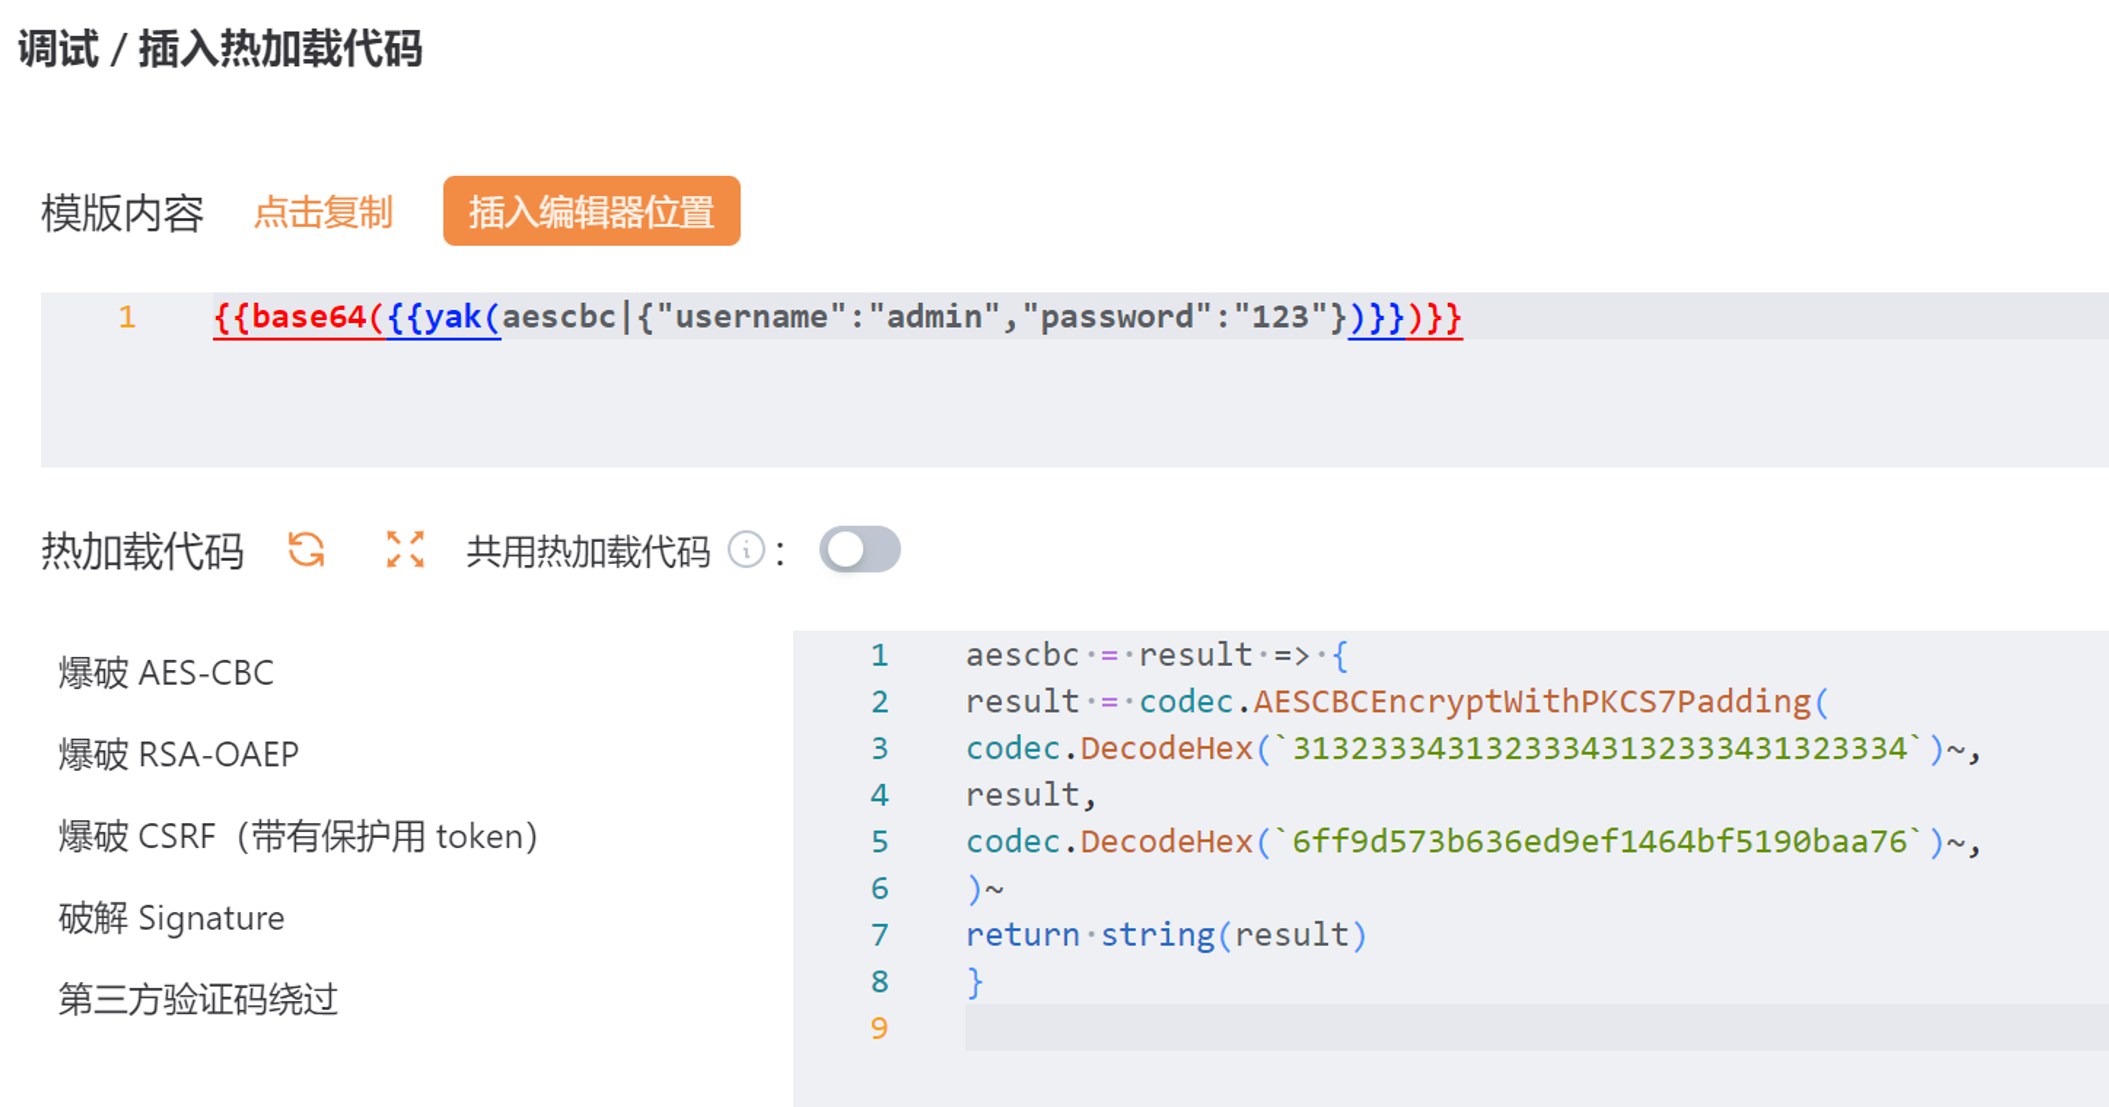 调试 / 插入热加载代码
模版内容 点击复制 插入编辑器位置
1 {{base64({{yak(aescbc|{"username":"admin","password":"123"})}})}}
热加载代码 共用热加载代码 :
爆破 AES-CBC
爆破 RSA-OAEP
爆破 CSRF（带有保护用 token）
破解 Signature
第三方验证码绕过
1 aescbc = result => {
2 result = codec.AESCBCEncryptWithPKCS7Padding(
3 codec.DecodeHex(`31323334313233343132333431323334`)~,
4 result,
5 codec.DecodeHex(`6ff9d573b636ed9ef1464bf5190baa76`)~,
6 )~
7 return string(result)
8 }
9